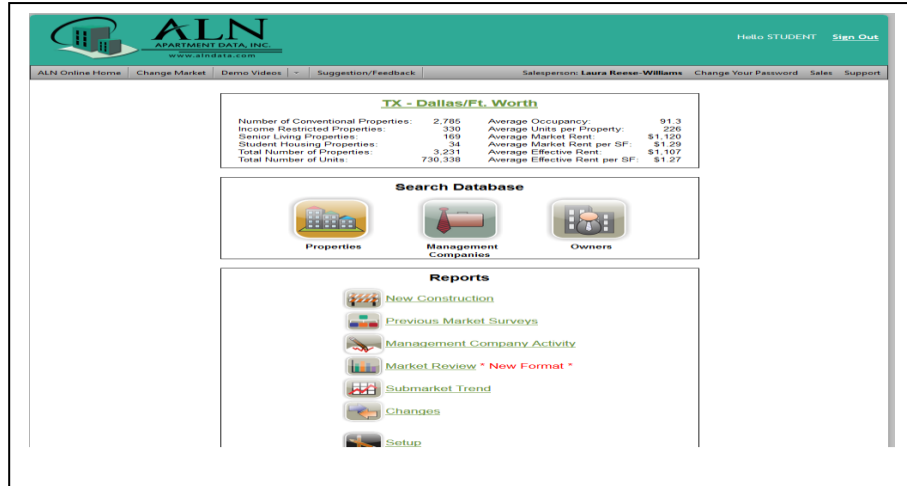 ALN
APARTMENT DATA, INC.
www.alndata.com
Hello STUDENT Sign Out
ALN Online Home Change Market Demo Videos Suggestion/Feedback Salesperson: Laura Reese-Williams Change Your Password Sales Support
TX - Dallas/Ft. Worth
Number of Conventional Properties: 2,785 Average Occupancy: 91.3
Income Restricted Properties: 330 Average Units per Property: 226
Senior Living Properties: 169 Average Market Rent: $1,120
Student Housing Properties: 34 Average Market Rent per SF: $1.29
Total Number of Properties: 3,231 Average Effective Rent: $1,107
Total Number of Units: 730,338 Average Effective Rent per SF: $1.27
Search Database
Properties Management Owners
Companies
Reports
New Construction
Previous Market Surveys
Management Company Activity
Market Review * New Format *
Submarket Trend
Changes
Setup